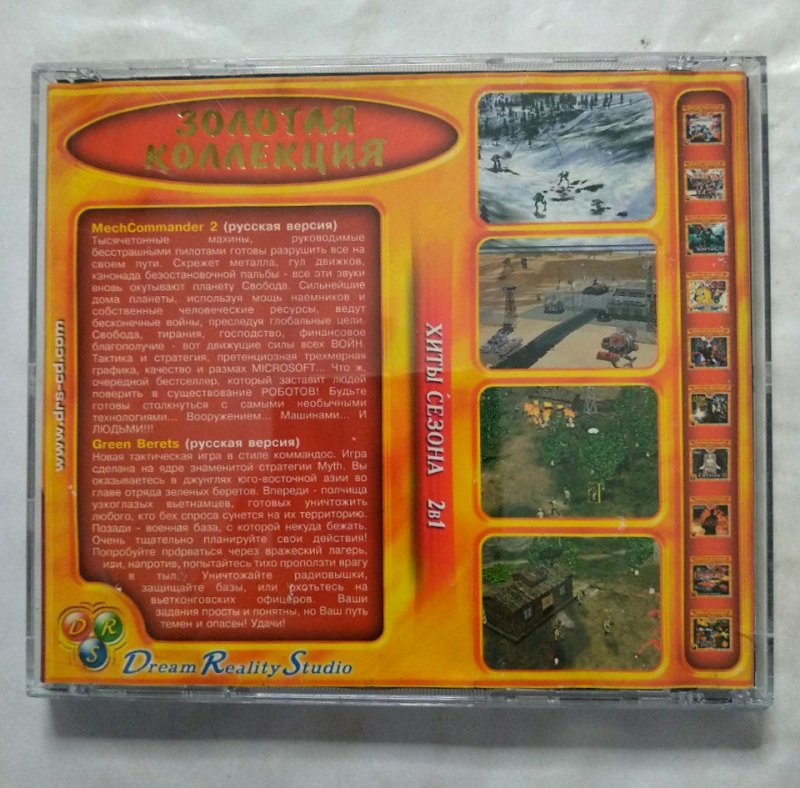 ЗОЛОТАЯ
КОЛЛЕКЦИЯ
MechCommander 2 (русская версия)
Тысячетонные махины, руководимые
бесстрашными пилотами готовы разрушить все на
своем пути. Скрежет металла, гул движков,
канонада безостановочной пальбы - все эти звуки
вновь окутывают планету Свобода. Сильнейшие
дома планеты, используя мощь наемников и
собственные человеческие ресурсы, ведут
бесконечные войны, преследуя глобальные цели.
Свобода, тирания, господство, финансовое
благополучие - вот движущие силы всех ВОЙН.
Тактика и стратегия, претенциозная трехмерная
графика, качество и размах MICROSOFT... Что ж,
очередной бестселлер, который заставит людей
поверить в существование РОБОТОВ! Будьте
готовы столкнуться с самыми необычными
технологиями... Вооружением... Машинами... И
ЛЮДЬМИ!!!
Green Berets (русская версия)
Новая тактическая игра в стиле коммандос. Игра
сделана на ядре знаменитой стратегии Myth. Вы
оказываетесь в джунглях юго-восточной азии во
главе отряда зеленых беретов. Впереди - полчища
узкоглазых вьетнамцев, готовых уничтожить
любого, кто бех спроса сунется на их территорию.
Позади - военная база, с которой некуда бежать.
Очень тщательно планируйте свои действия!
Попробуйте прdрваться через вражеский лагерь,
иди, напротив, попытайтесь тихо проползти врагу
в тыл. Уничтожайте радиовышки,
защищайте базы, или охотьтесь на
вьетконговских офицеров. Ваши
задания просты и понятны, но Ваш путь
темен и опасен! Удачи!
www.drs-cd.com
ХИТЫ СЕЗОНА 2в1
D R
S
Dream Reality Studio